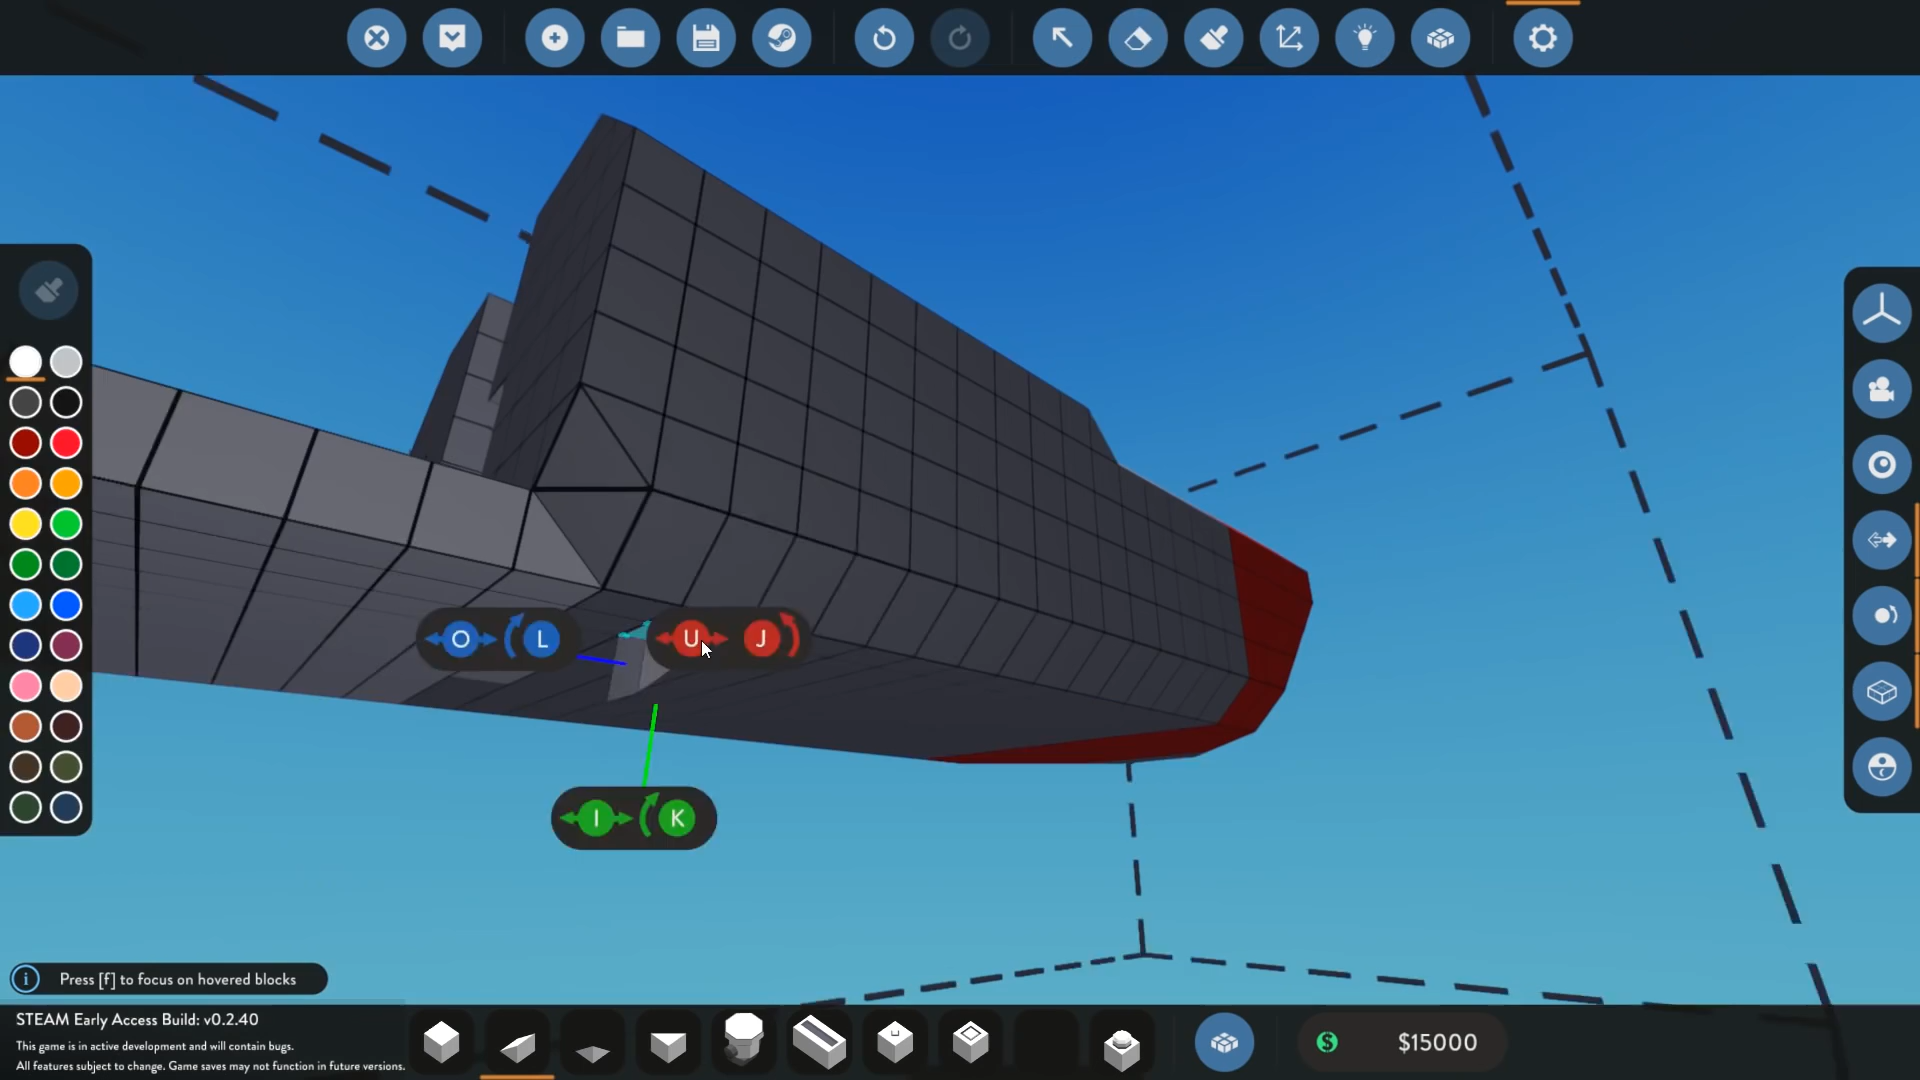 O L
U J
I K
Press [f] to focus on hovered blocks
STEAM Early Access Build: v0.2.40
This game is in active development and will contain bugs.
All features subject to change. Game saves may not function in future versions.
$ $15000